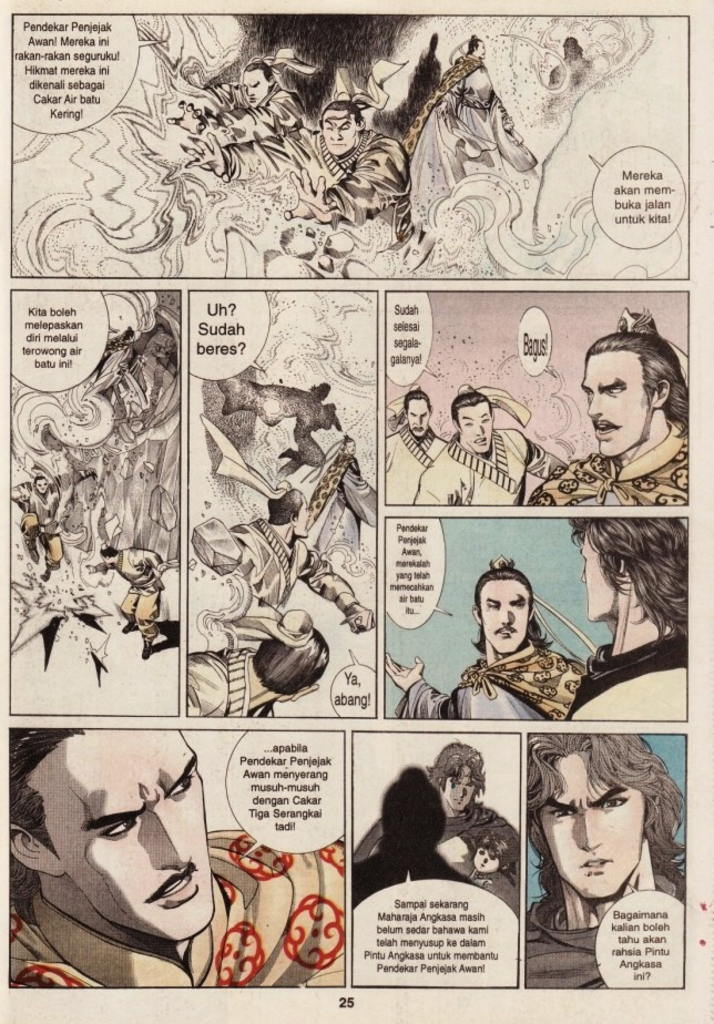 Pendekar Penjejak
Awan! Mereka ini
rakan-rakan seguruku!
Hikmat mereka ini
dikenali sebagai
Cakar Air batu
Kering!
Mereka
akan mem-
buka jalan
untuk kita!
Kita boleh
melepaskan
diri melalui
terowong air
batu ini!
Uh?
Sudah
beres?
Ya,
abang!
Sudah
selesai
segala-
galanya!
Bagus!
Pendekar
Penjejak
Awan,
merekalah
yang telah
memecahkan
air batu
itu...
...apabila
Pendekar Penjejak
Awan menyerang
musuh-musuh
dengan Cakar
Tiga Serangkai
tadi!
Sampai sekarang
Maharaja Angkasa masih
belum sedar bahawa kami
telah menyusup ke dalam
Pintu Angkasa untuk membantu
Pendekar Penjejak Awan!
Bagaimana
kalian boleh
tahu akan
rahsia Pintu
Angkasa
ini?
25